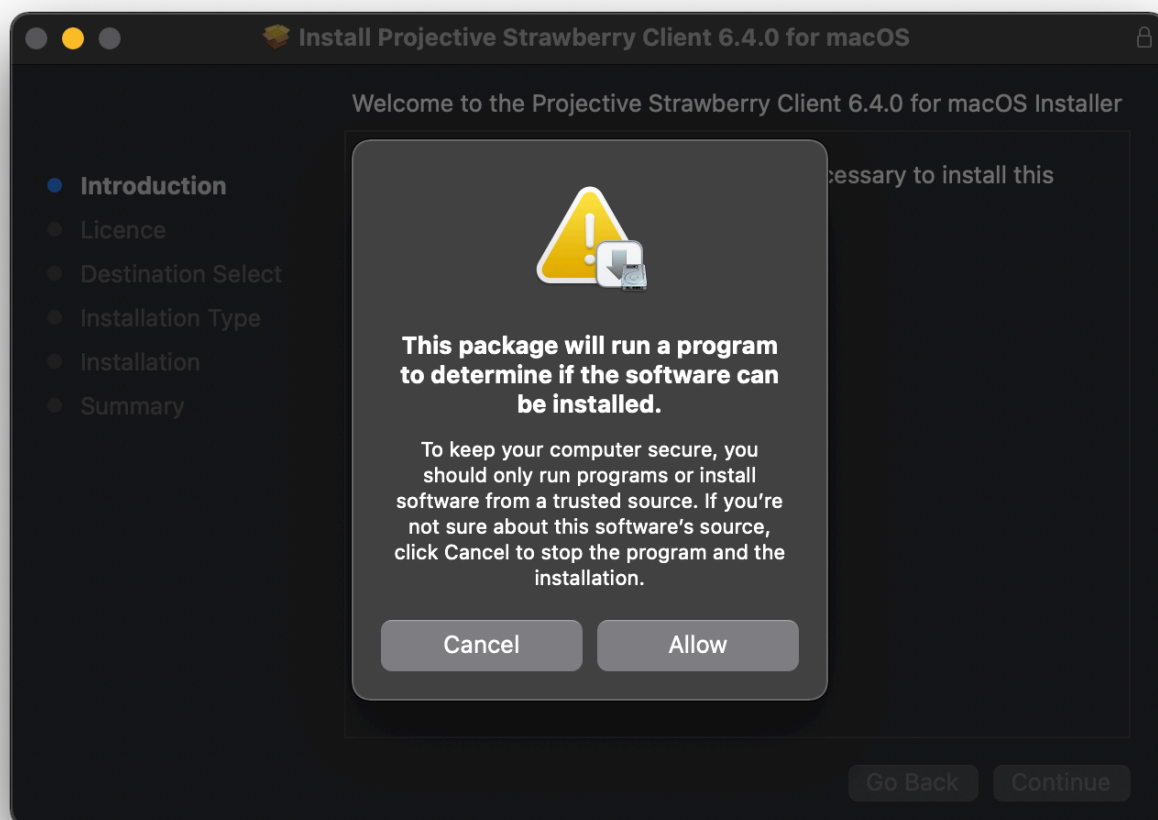 Install Projective Strawberry Client 6.4.0 for macOS
Welcome to the Projective Strawberry Client 6.4.0 for macOS Installer
Introduction
Licence
Destination Select
Installation Type
Installation
Summary
cessary to install this
This package will run a program
to determine if the software can
be installed.
To keep your computer secure, you
should only run programs or install
software from a trusted source. If you’re
not sure about this software’s source,
click Cancel to stop the program and the
installation.
Cancel
Allow
Go Back
Continue